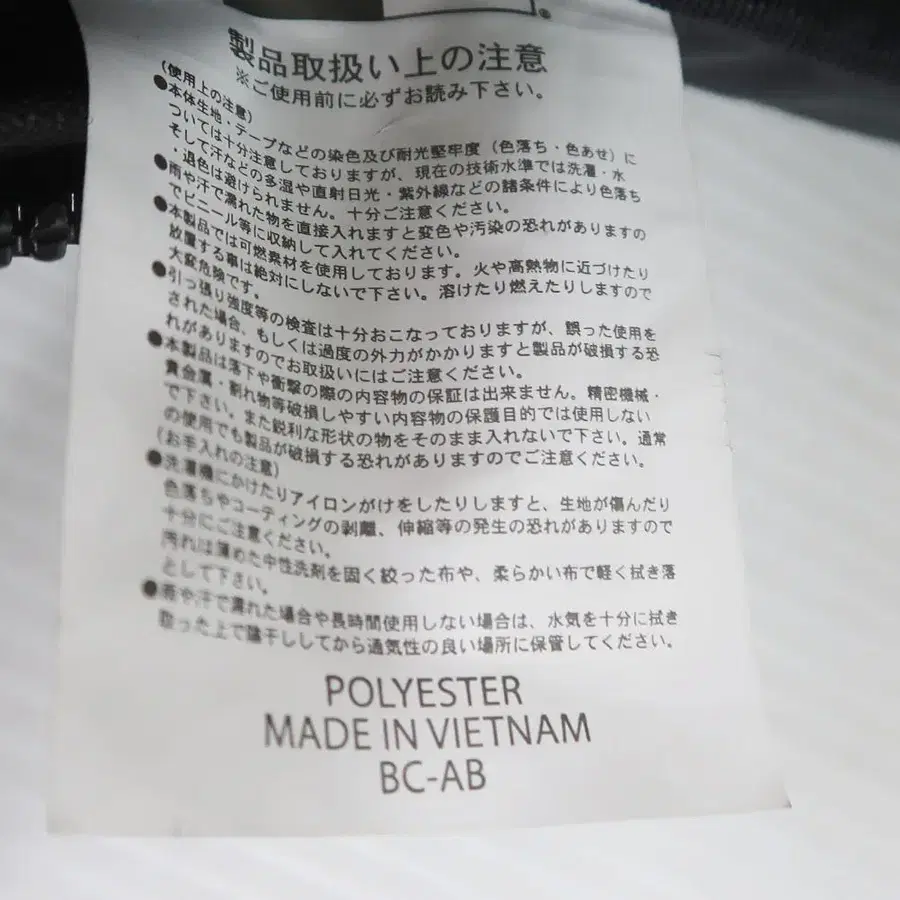 製品取扱い上の注意
※ご使用前に必ずお読み下さい。
(使用上の注意)
●本体生地・テープなどの染色及び耐光堅牢度(色落ち・色あせ)に
ついては十分注意しておりますが、現在の技術水準では洗濯・水
そして汗などの多湿や直射日光・紫外線などの諸条件により色落ち
・退色は避けられません。十分ご注意ください。
●雨や汗で濡れた物を直接入れますと変色や汚染の恐れがありますの
でビニール等に収納して入れてください。
●本製品では可燃素材を使用しております。火や高熱物に近づけたり
放置する事は絶対にしないで下さい。溶けたり燃えたりしますので
大変危険です。
●引っ張り強度等の検査は十分おこなっておりますが、誤った使用を
された場合、もしくは過度の外力がかかりますと製品が破損する恐
れがありますのでお取扱いにはご注意ください。
●本製品は落下や衝撃の際の内容物の保証は出来ません。精密機械・
貴金属・割れ物等破損しやすい内容物の保護目的では使用しない
で下さい。また鋭利な形状の物をそのまま入れないで下さい。通常
の使用でも製品が破損する恐れがありますのでご注意ください。
(お手入れの注意)
●洗濯機にかけたりアイロンがけをしたりしますと、生地が傷んだり
色落ちやコーティングの剥離、伸縮等の発生の恐れがありますので
十分にご注意ください。
汚れは薄めた中性洗剤を固く絞った布や、柔らかい布で軽く拭き落
として下さい。
●雨や汗で濡れた場合や長時間使用しない場合は、水気を十分に拭き
取った上で陰干ししてから通気性の良い場所に保管してください。
POLYESTER
MADE IN VIETNAM
BC-AB